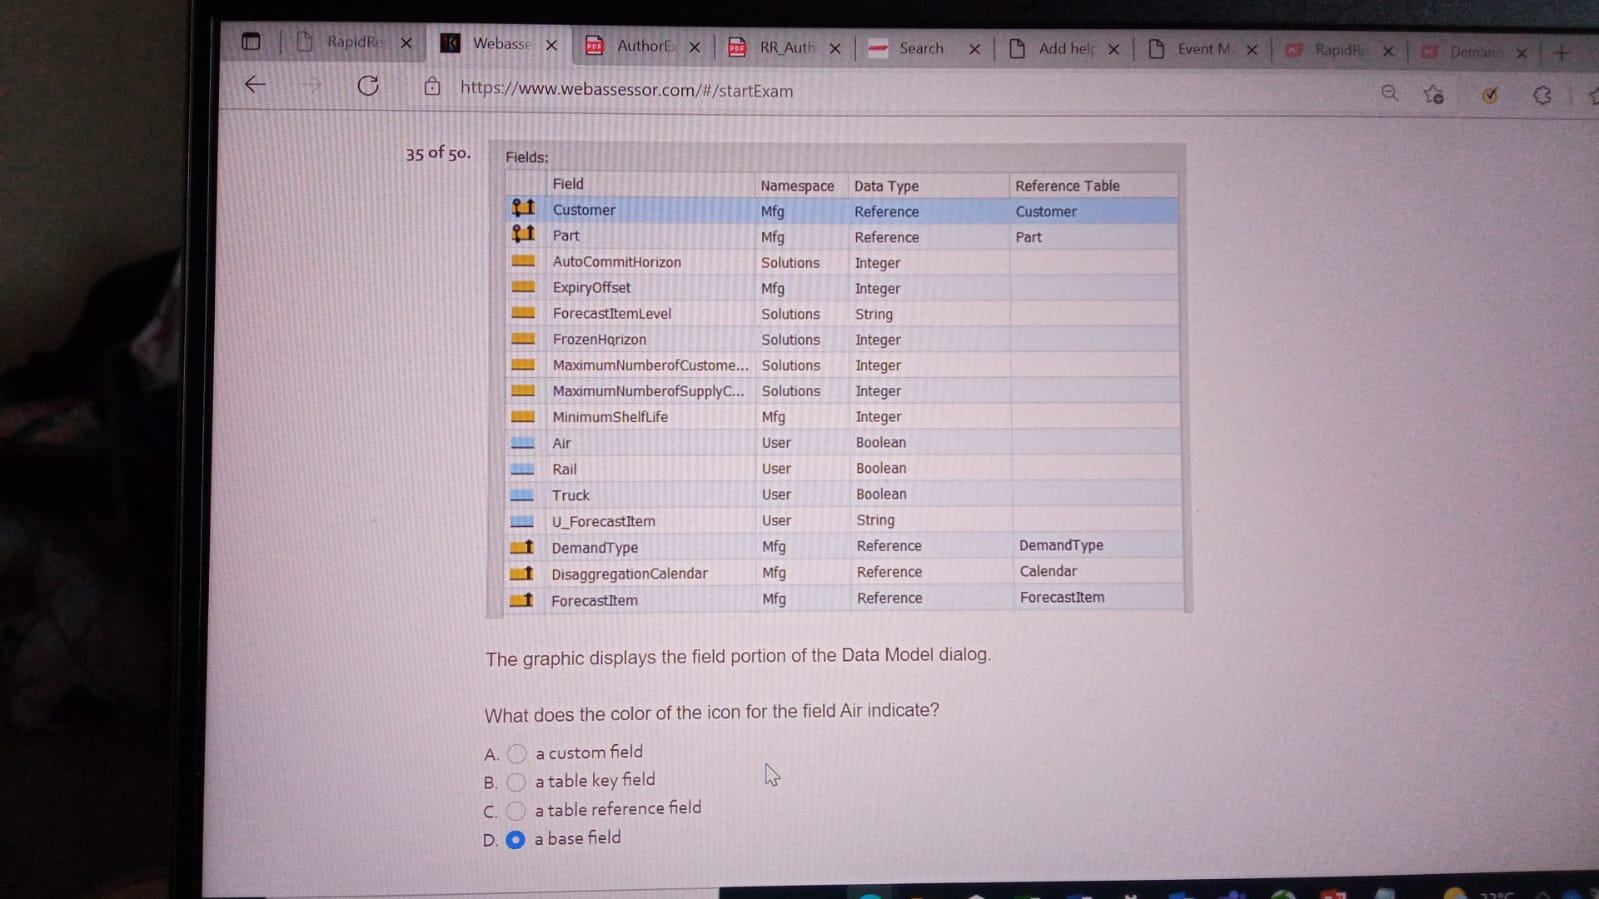 RapidRe
Webasse
AuthorE
RR_Auth
Search
Add help
Event M
RapidRe
Deman
https://www.webassessor.com/#/startExam
35 of 50.
Fields:
Field Namespace Data Type Reference Table
Customer Mfg Reference Customer
Part Mfg Reference Part
AutoCommitHorizon Solutions Integer
ExpiryOffset Mfg Integer
ForecastItemLevel Solutions String
FrozenHorizon Solutions Integer
MaximumNumberofCustome... Solutions Integer
MaximumNumberofSupplyC... Solutions Integer
MinimumShelfLife Mfg Integer
Air User Boolean
Rail User Boolean
Truck User Boolean
U_ForecastItem User String
DemandType Mfg Reference DemandType
DisaggregationCalendar Mfg Reference Calendar
ForecastItem Mfg Reference ForecastItem
The graphic displays the field portion of the Data Model dialog.
What does the color of the icon for the field Air indicate?
A. a custom field
B. a table key field
C. a table reference field
D. a base field